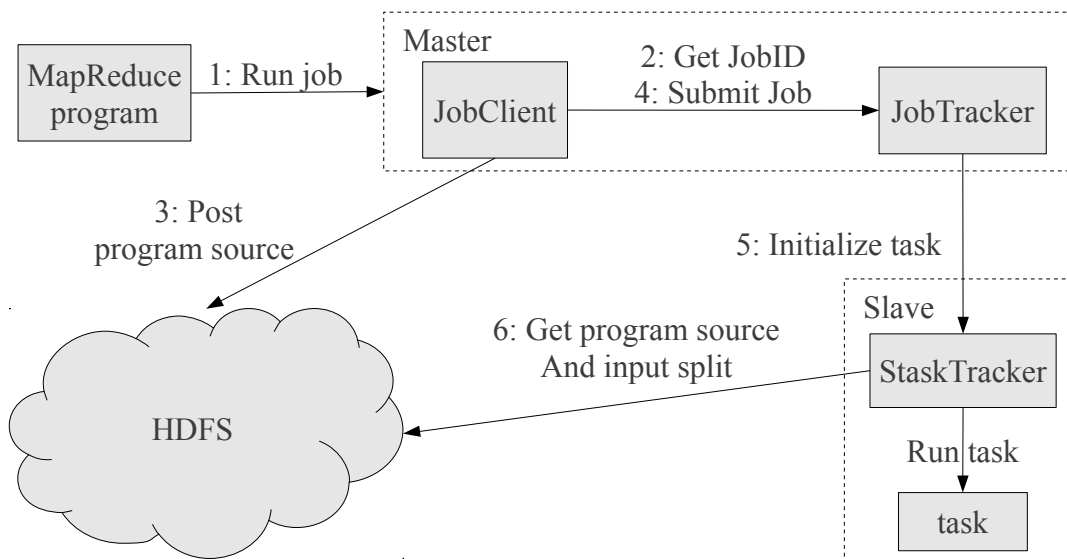 Master
MapReduce
program
1: Run job
JobClient
2: Get JobID
4: Submit Job
JobTracker
3: Post
program source
5: Initialize task
Slave
6: Get program source
And input split
StaskTracker
HDFS
Run task
task